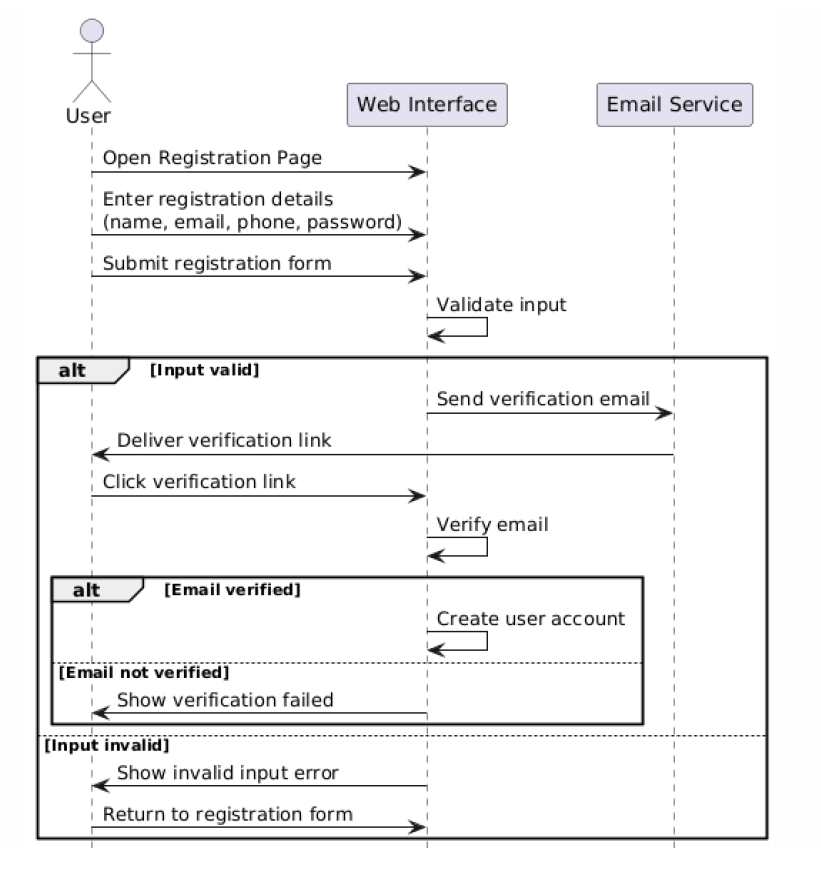 User
Web Interface
Email Service
Open Registration Page
Enter registration details
(name, email, phone, password)
Submit registration form
Validate input
alt
[Input valid]
Send verification email
Deliver verification link
Click verification link
Verify email
alt
[Email verified]
Create user account
[Email not verified]
Show verification failed
[Input invalid]
Show invalid input error
Return to registration form